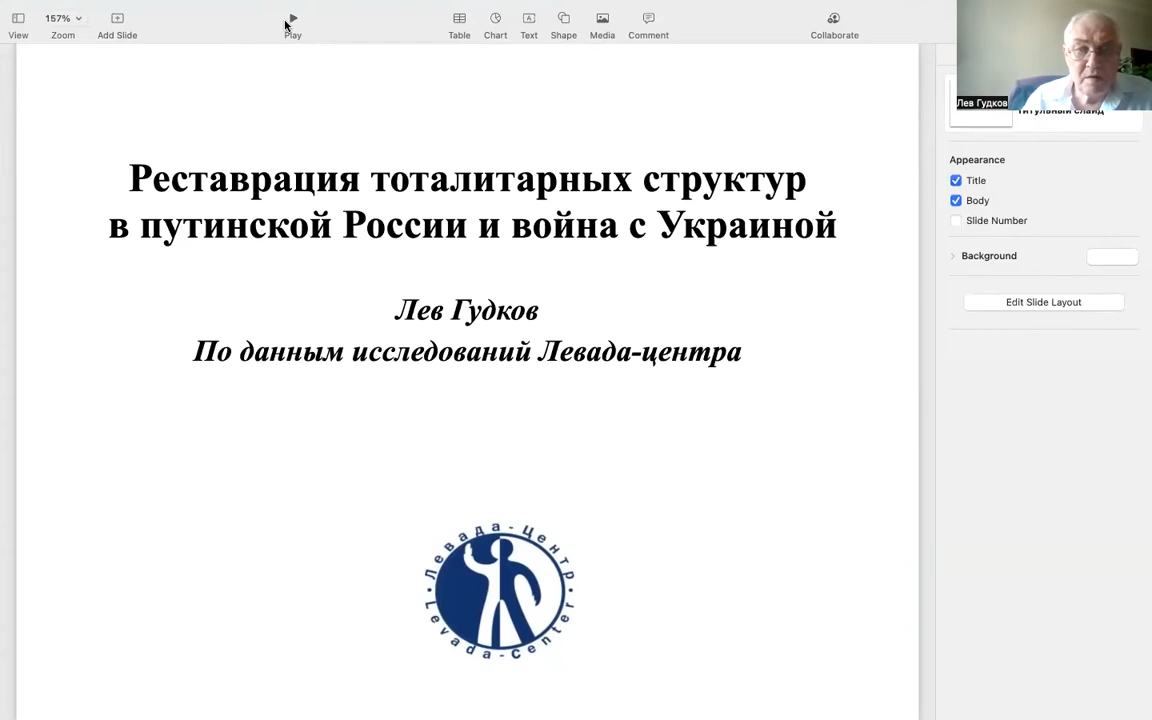 157%
View
Zoom
Add Slide
Play
Table
Chart
Text
Shape
Media
Comment
Collaborate
Лев Гудков
Титульный слайд
Appearance
Title
Body
Slide Number
Background
Edit Slide Layout
Реставрация тоталитарных структур
в путинской России и война с Украиной
Лев Гудков
По данным исследований Левада-центра
Левада-Центр
Levada-Center